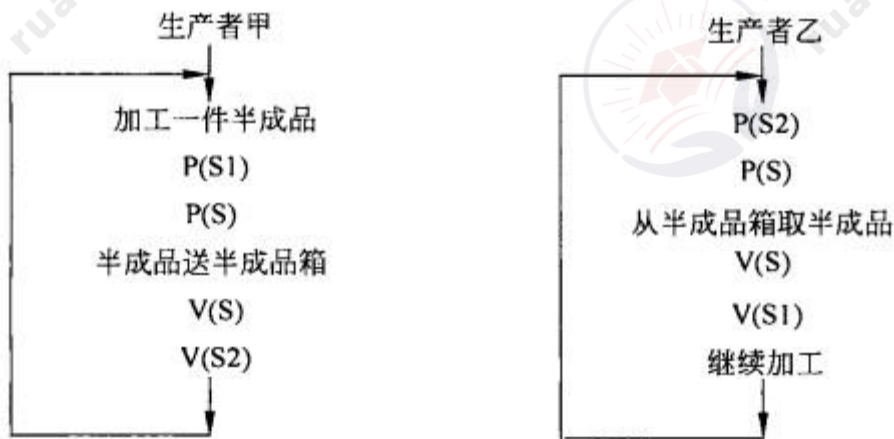 生产者甲
加工一件半成品
P(S1)
P(S)
半成品送半成品箱
V(S)
V(S2)
生产者乙
P(S2)
P(S)
从半成品箱取半成品
V(S)
V(S1)
继续加工